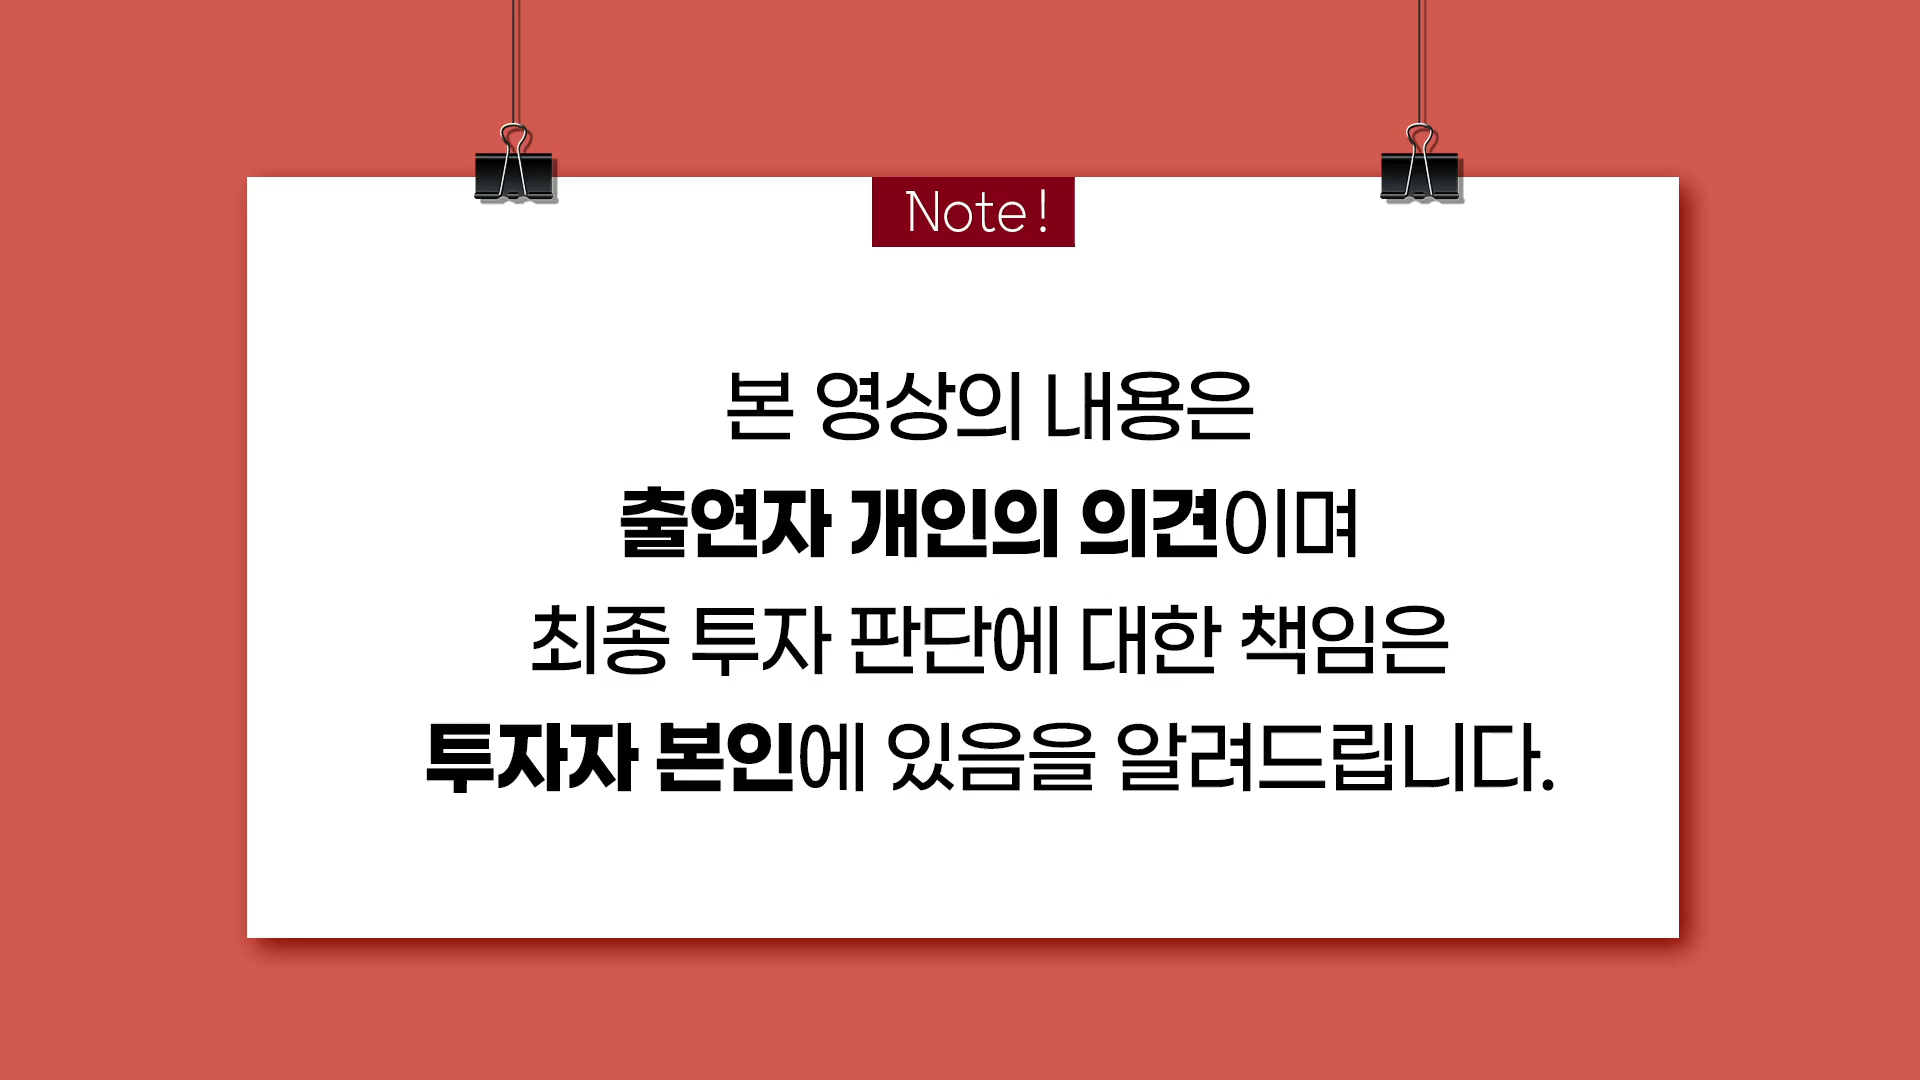 Note!
본 영상의 내용은
출연자 개인의 의견이며
최종 투자 판단에 대한 책임은
투자자 본인에 있음을 알려드립니다.